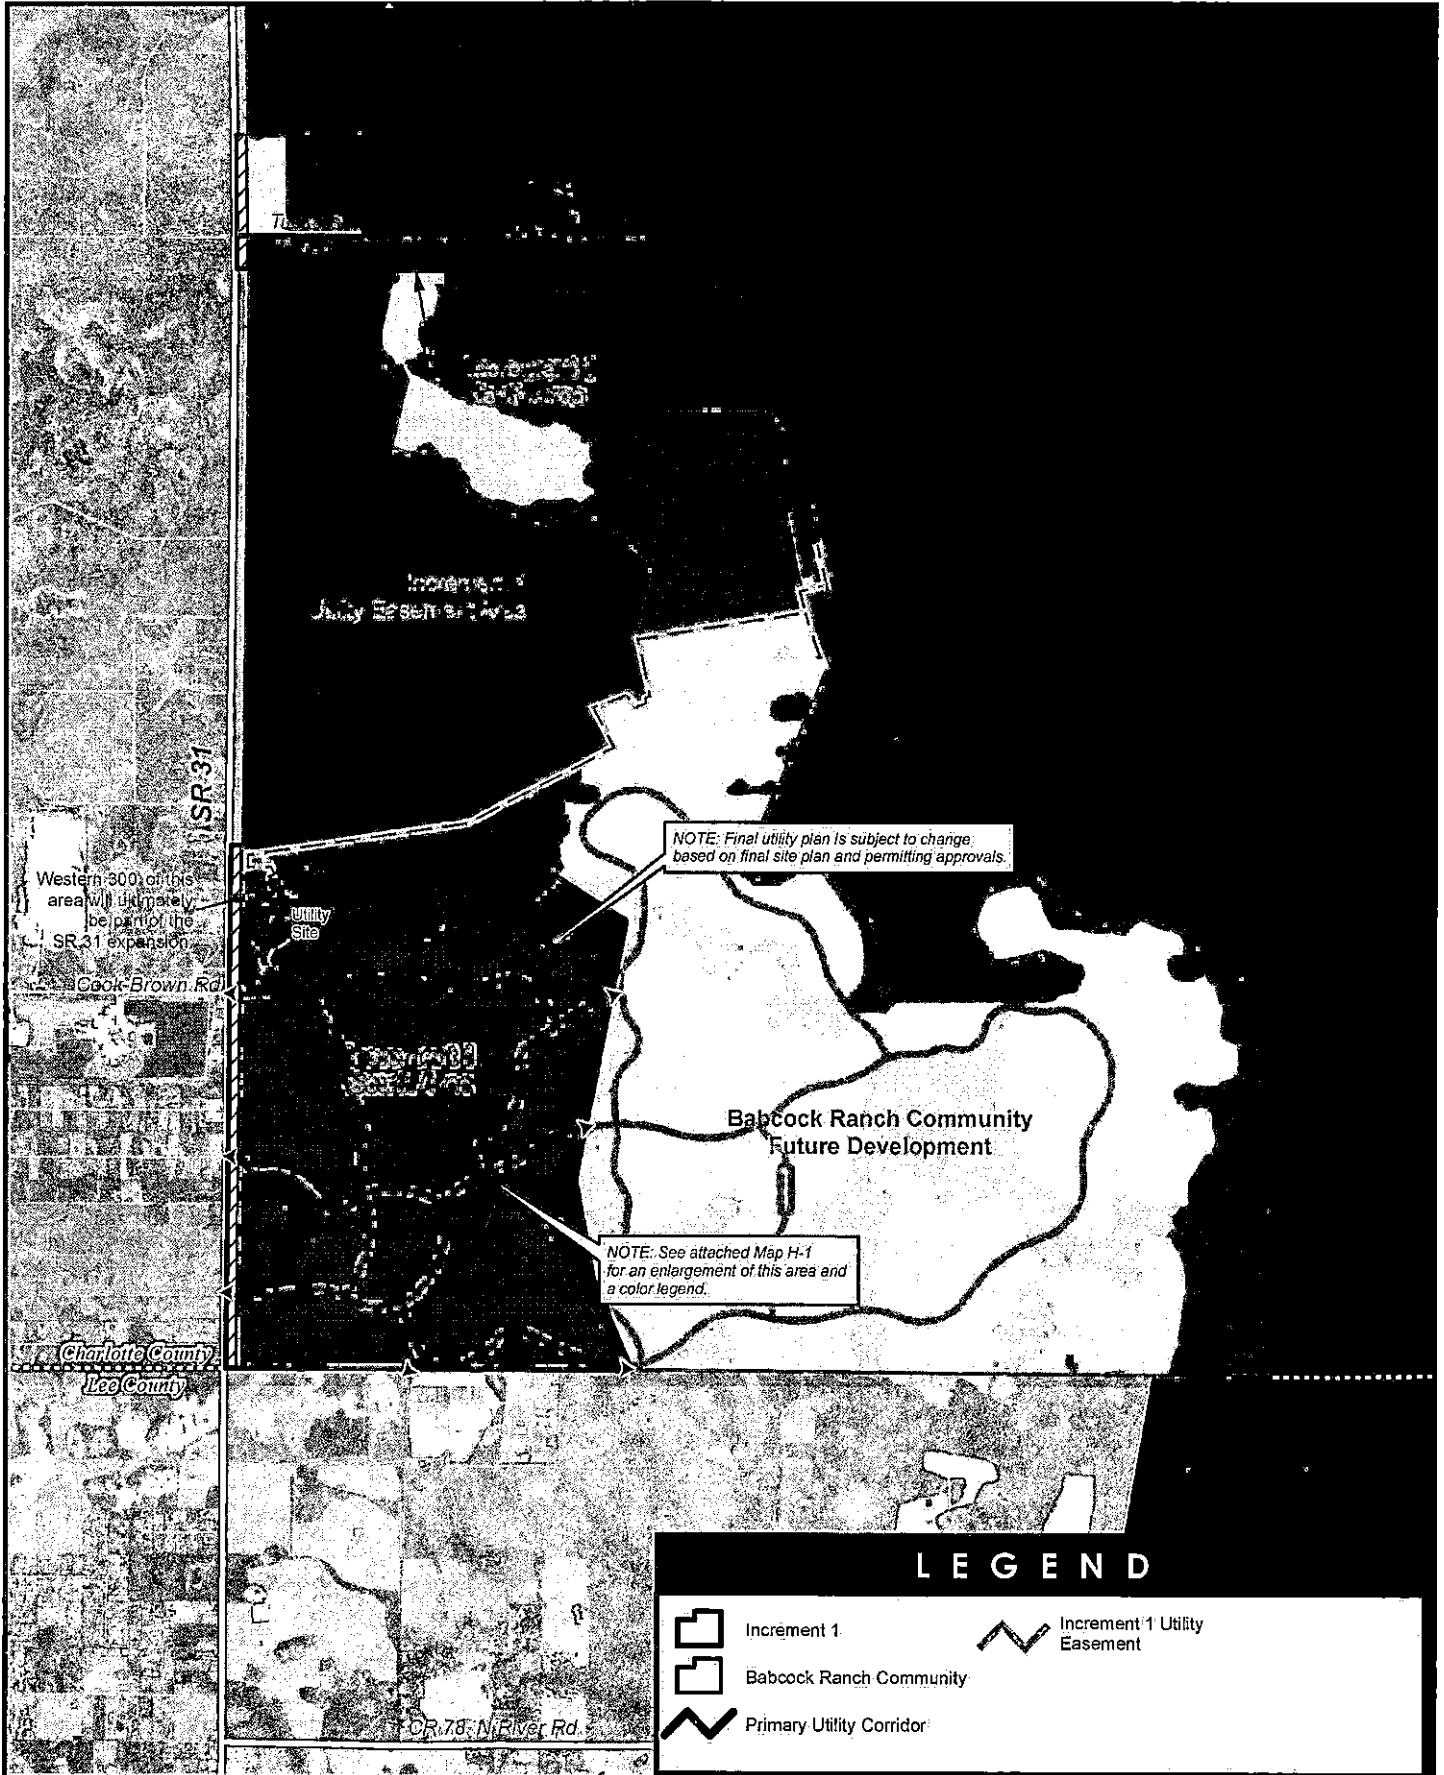 SR 31
NOTE: Final utility plan is subject to change
based on final site plan and permitting approvals.
Western 300' of this
area will ultimately
be part of the
SR 31 expansion.
Utility
Site
Cook-Brown Rd
Babcock Ranch Community
Future Development
NOTE: See attached Map H-1
for an enlargement of this area and
a color legend.
Charlotte County
Lee County
CR 78, N River Rd
LEGEND
Increment 1
Increment 1 Utility
Easement
Babcock Ranch Community
Primary Utility Corridor